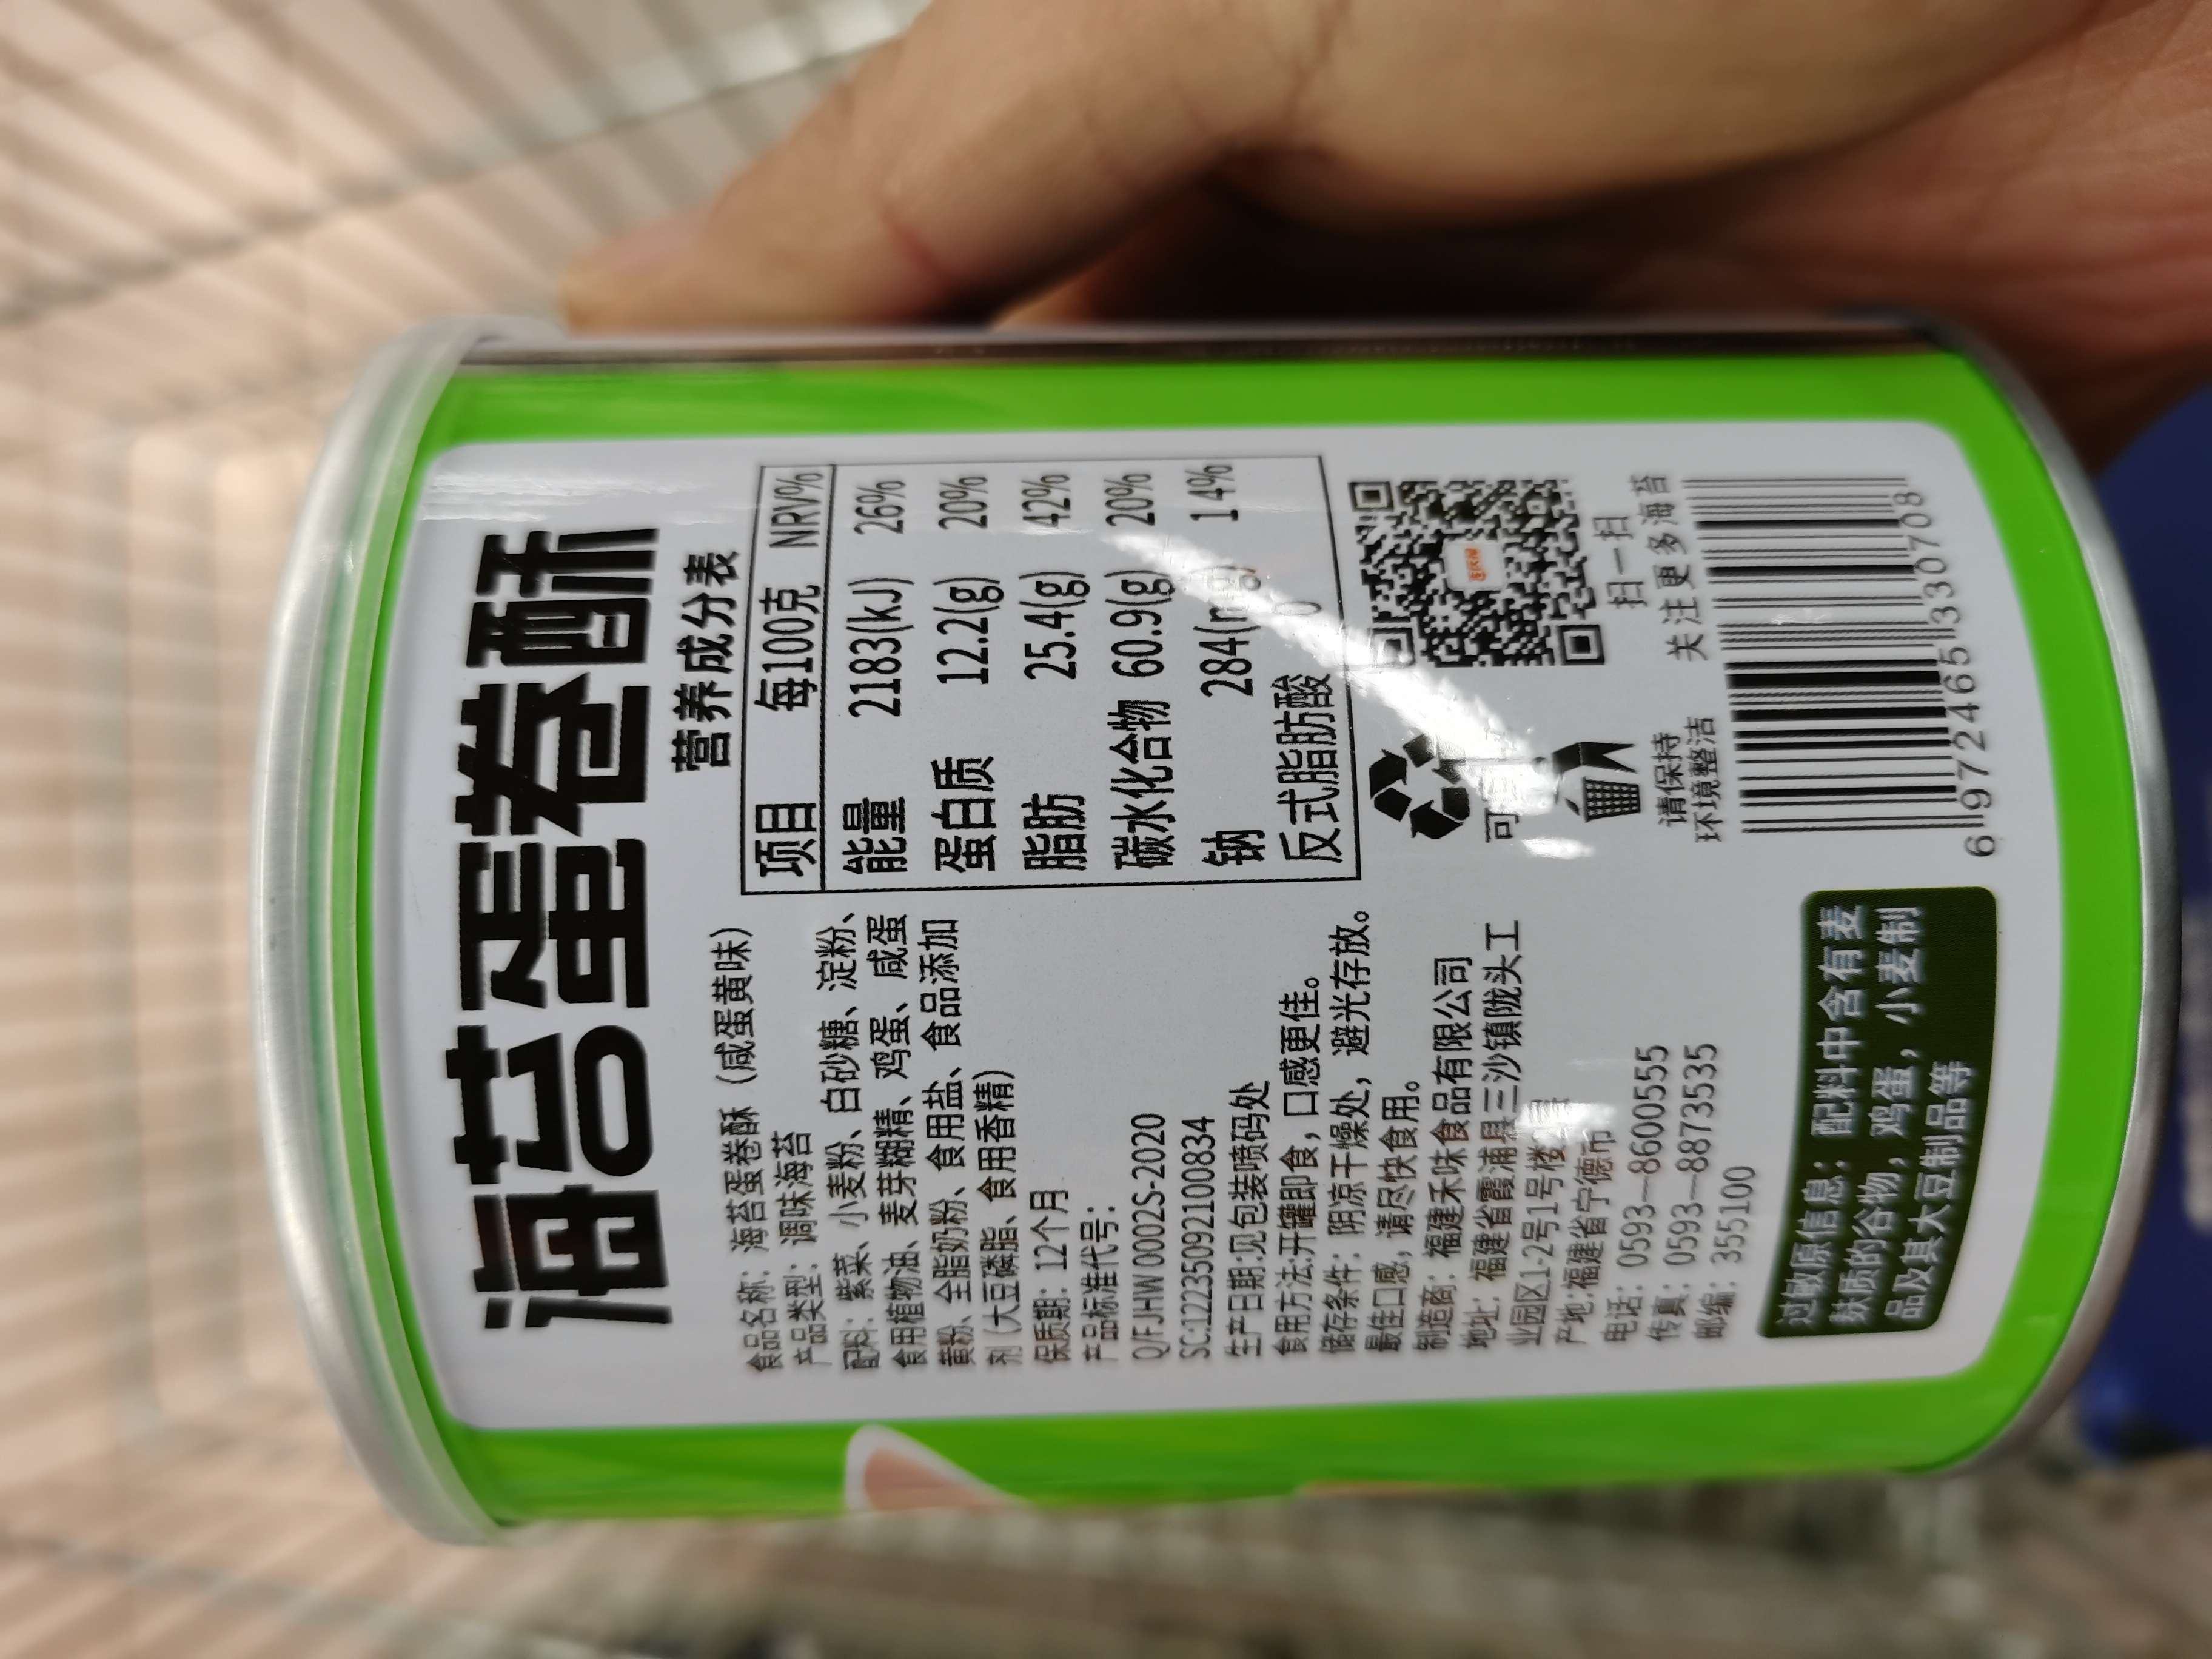 海苔蛋卷酥
食品名称：海苔蛋卷酥（咸蛋黄味）
产品类型：调味海苔
配料：紫菜、小麦粉、白砂糖、淀粉、
食用植物油、麦芽糊精、鸡蛋、咸蛋
黄粉、全脂奶粉、食用盐、食品添加
剂（大豆磷脂、食用香精）
保质期：12个月
产品标准代号：
Q/FJHW 0002S-2020
SC:12235092100834
生产日期:见包装喷码处
食用方法:开罐即食，口感更佳。
储存条件：阴凉干燥处，避光存放。
最佳口感，请尽快食用。
制造商：福建禾味食品有限公司
地址：福建省霞浦县三沙镇陇头工
业园区1-2号1号楼
产地:福建省宁德市
电话：0593—8600555
传真：0593—8873535
邮编：355100
过敏原信息：配料中含有麦
麸质的谷物，鸡蛋，小麦制
品及其大豆制品等
营养成分表
项目 每100克 NRV%
能量 2183(kJ) 26%
蛋白质 12.2(g) 20%
脂肪 25.4(g) 42%
碳水化合物 60.9(g) 20%
钠 284(mg) 14%
反式脂肪酸 0
可
请保持
环境整洁
扫一扫
关注更多海苔
6 972465 330708